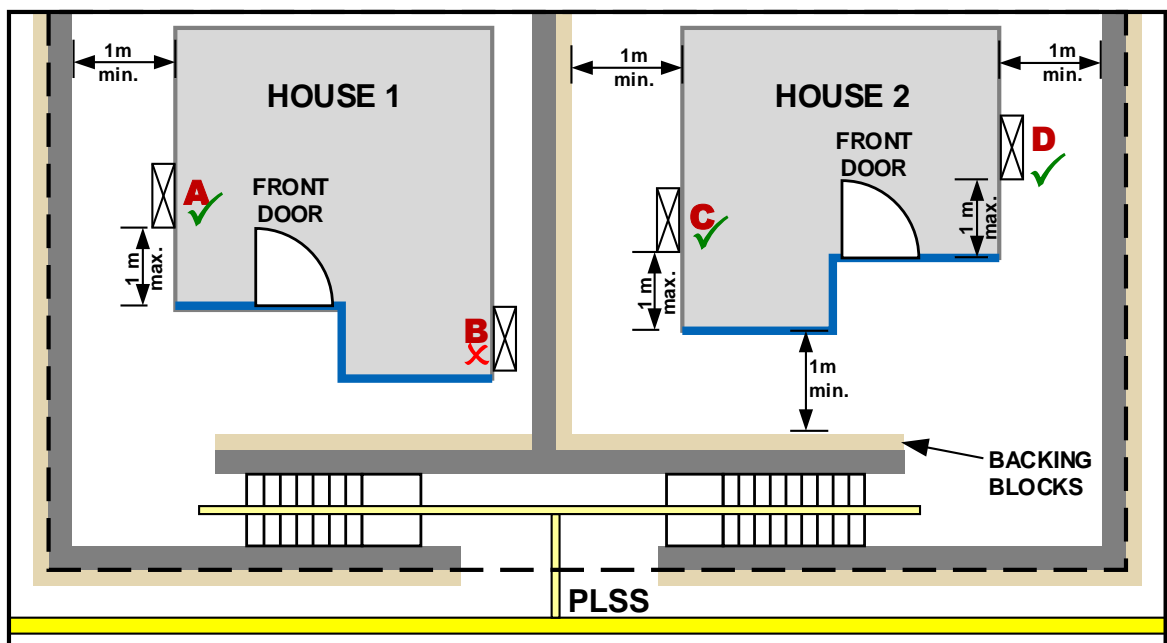 1m
min.
HOUSE 1
A
FRONT
DOOR
1 m
max.
B
1m
min.
HOUSE 2
1m
min.
FRONT
DOOR
D
C
1 m
max.
1 m
max.
1m
min.
BACKING
BLOCKS
PLSS